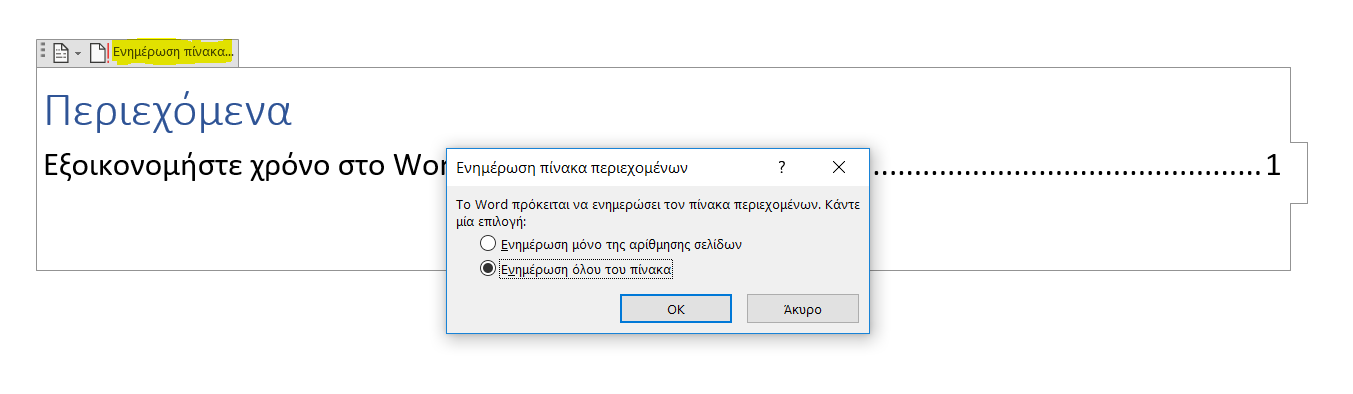 Ενημέρωση πίνακα...
Περιεχόμενα
Εξοικονομήστε χρόνο στο Wor ................................................ 1
Ενημέρωση πίνακα περιεχομένων ?
Το Word πρόκειται να ενημερώσει τον πίνακα περιεχομένων. Κάντε
μία επιλογή:
Ενημέρωση μόνο της αρίθμησης σελίδων
Ενημέρωση όλου του πίνακα
OK Άκυρο